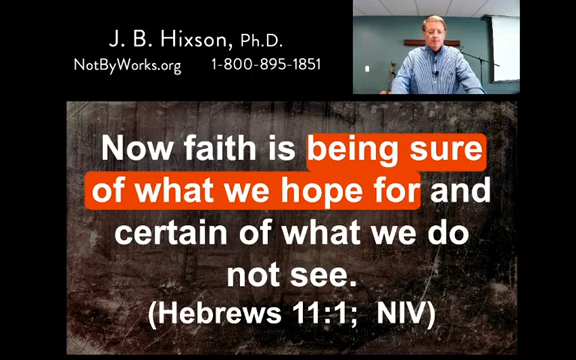 J. B. Hixson, Ph.D.
NotByWorks.org 1-800-895-1851
Now faith is being sure
of what we hope for and
certain of what we do
not see.
(Hebrews 11:1; NIV)